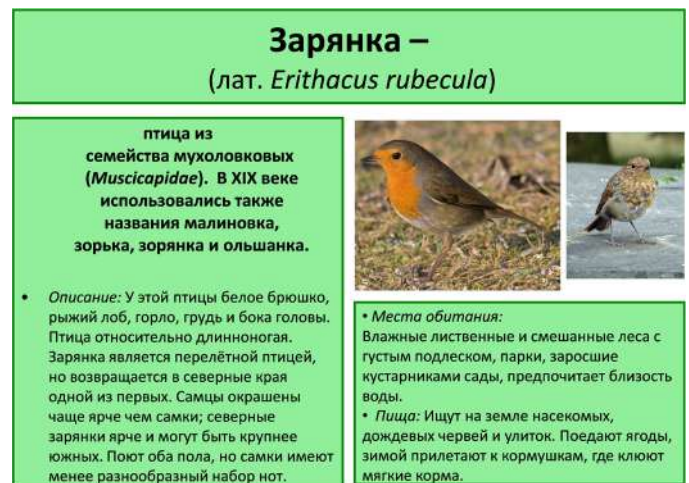 Зарянка –
(лат. Erithacus rubecula)
птица из
семейства мухоловковых
(Muscicapidae). В XIX веке
использовались также
названия малиновка,
зорька, зорянка и ольшанка.
• Описание: У этой птицы белое брюшко,
рыжий лоб, горло, грудь и бока головы.
Птица относительно длинноногая.
Зарянка является перелётной птицей,
но возвращается в северные края
одной из первых. Самцы окрашены
чаще ярче чем самки; северные
зарянки ярче и могут быть крупнее
южных. Поют оба пола, но самки имеют
менее разнообразный набор нот.
• Места обитания:
Влажные лиственные и смешанные леса с
густым подлеском, парки, заросшие
кустарниками сады, предпочитает близость
воды.
• Пища: Ищут на земле насекомых,
дождевых червей и улиток. Поедают ягоды,
зимой прилетают к кормушкам, где клюют
мягкие корма.